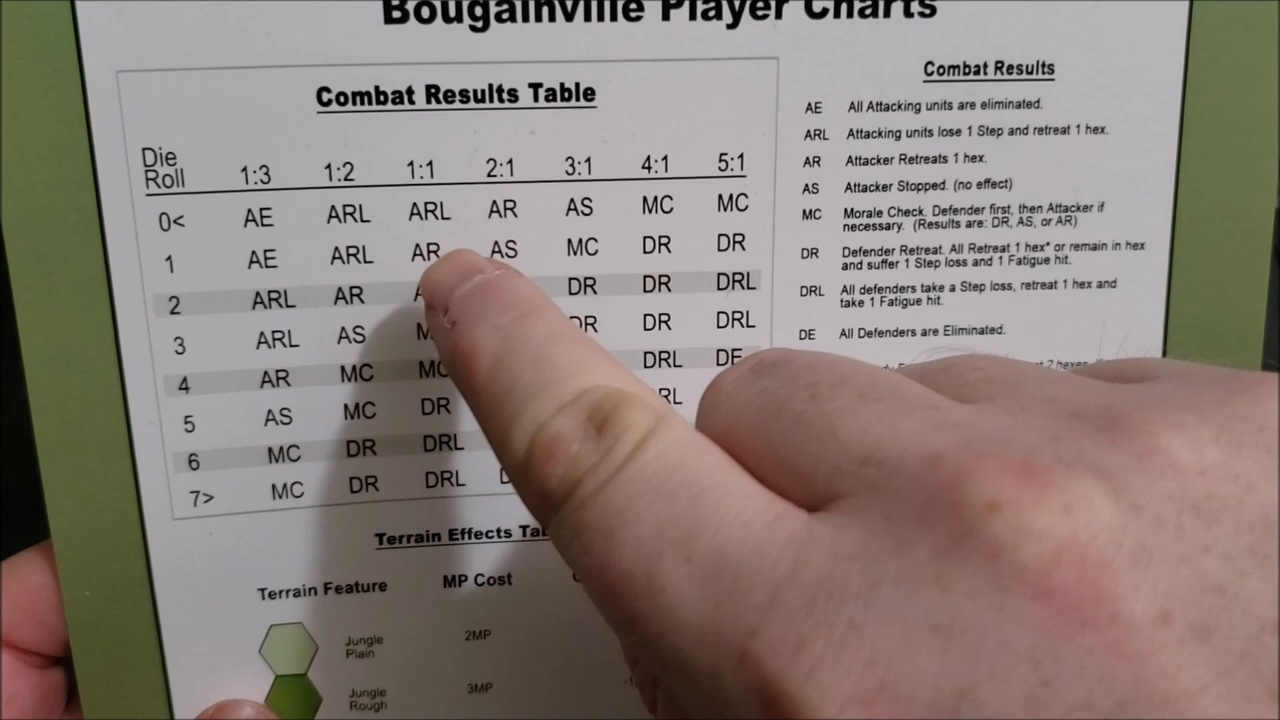 Bougainville Player Charts
Combat Results Table
Die Roll 1:3 1:2 1:1 2:1 3:1 4:1 5:1
0< AE ARL ARL AR AS MC MC
1 AE ARL AR AS MC DR DR
2 ARL AR DR DR DRL
3 ARL AS DR DR DRL
4 AR MC MC DRL DE
5 AS MC DR
6 MC DR DRL
7> MC DR DRL
Combat Results
AE All Attacking units are eliminated.
ARL Attacking units lose 1 Step and retreat 1 hex.
AR Attacker Retreats 1 hex.
AS Attacker Stopped. (no effect)
MC Morale Check. Defender first, then Attacker if
necessary. (Results are: DR, AS, or AR)
DR Defender Retreat. All Retreat 1 hex* or remain in hex
and suffer 1 Step loss and 1 Fatigue hit.
DRL All defenders take a Step loss, retreat 1 hex and
take 1 Fatigue hit.
DE All Defenders are Eliminated.
2 hexes
Terrain Effects
Terrain Feature MP Cost
Jungle
Plain 2MP
Jungle
Rough 3MP